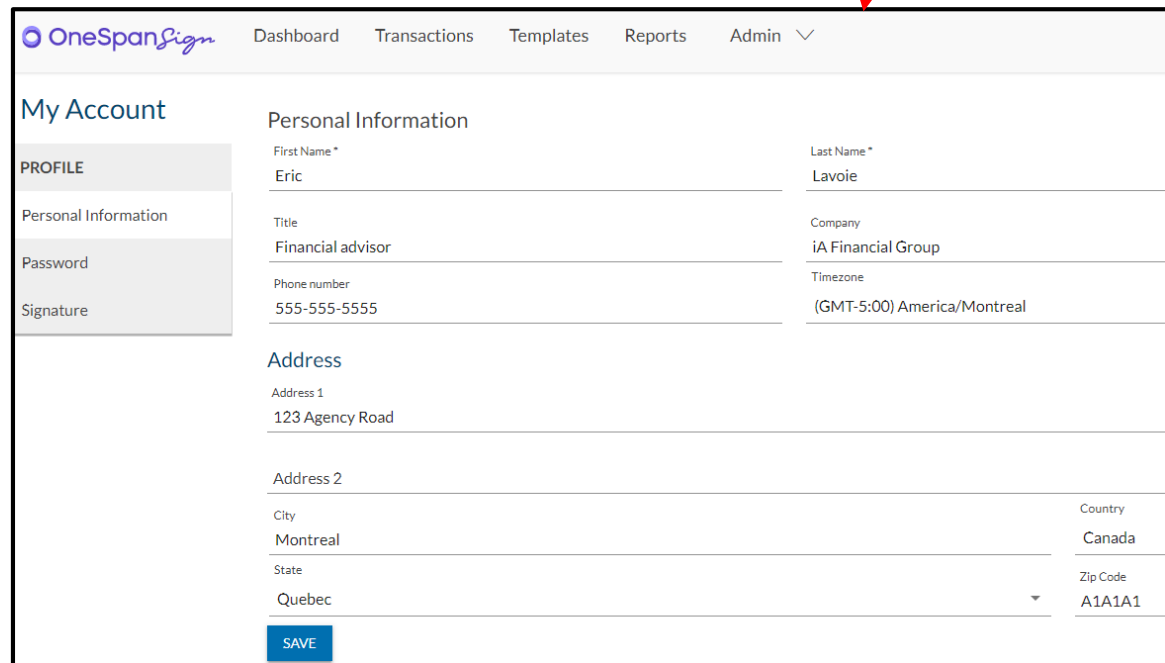 OneSpanSign Dashboard Transactions Templates Reports Admin
My Account
PROFILE
Personal Information
Password
Signature
Personal Information
First Name * Last Name *
Eric Lavoie
Title Company
Financial advisor iA Financial Group
Phone number Timezone
555-555-5555 (GMT-5:00) America/Montreal
Address
Address 1
123 Agency Road
Address 2
City Country
Montreal Canada
State Zip Code
Quebec A1A1A1
SAVE